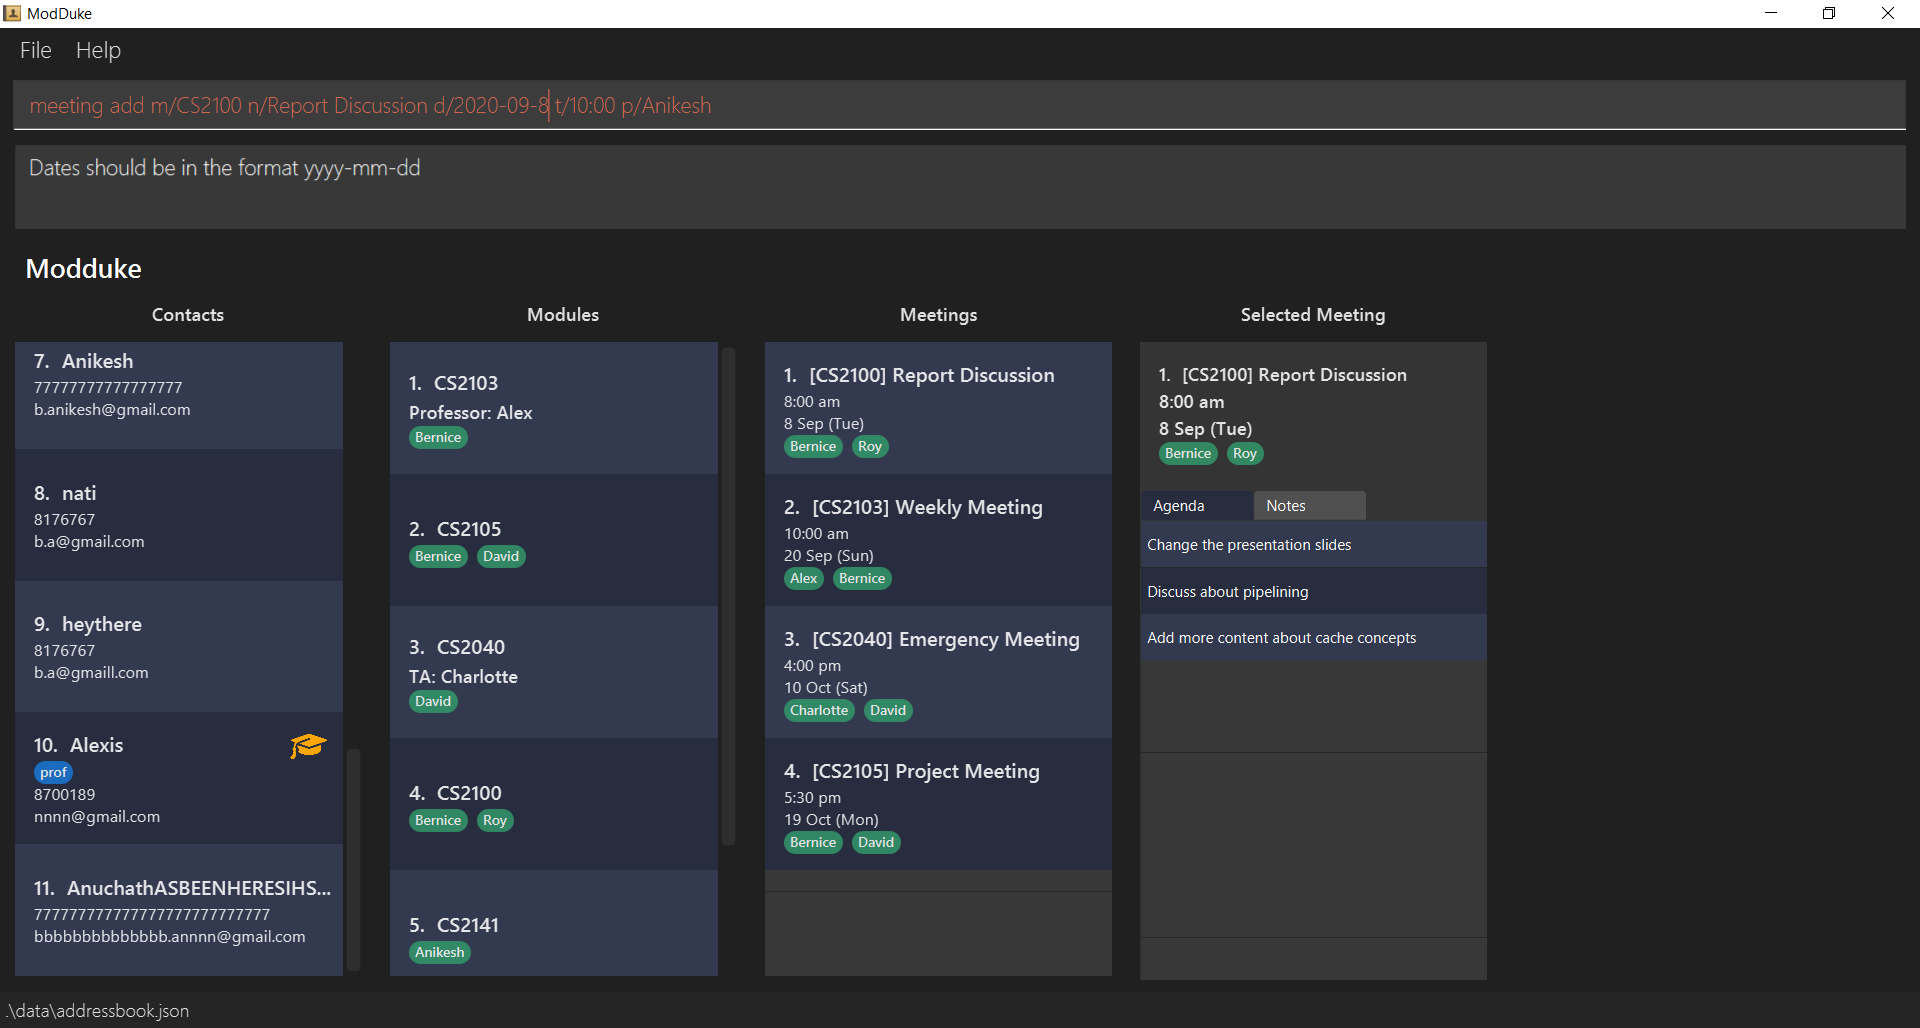 ModDuke
File Help
meeting add m/CS2100 n/Report Discussion d/2020-09-8 t/10:00 p/Anikesh
Dates should be in the format yyyy-mm-dd
Modduke
Contacts
7. Anikesh
77777777777777777
b.anikesh@gmail.com
8. nati
8176767
b.a@gmail.com
9. heythere
8176767
b.a@gmaill.com
10. Alexis
prof
8700189
nnnn@gmail.com
11. AnuchathASBEENHERESIHS...
777777777777777777777777777
bbbbbbbbbbbbbb.annnn@gmail.com
Modules
1. CS2103
Professor: Alex
Bernice
2. CS2105
Bernice David
3. CS2040
TA: Charlotte
David
4. CS2100
Bernice Roy
5. CS2141
Anikesh
Meetings
1. [CS2100] Report Discussion
8:00 am
8 Sep (Tue)
Bernice Roy
2. [CS2103] Weekly Meeting
10:00 am
20 Sep (Sun)
Alex Bernice
3. [CS2040] Emergency Meeting
4:00 pm
10 Oct (Sat)
Charlotte David
4. [CS2105] Project Meeting
5:30 pm
19 Oct (Mon)
Bernice David
Selected Meeting
1. [CS2100] Report Discussion
8:00 am
8 Sep (Tue)
Bernice Roy
Agenda Notes
Change the presentation slides
Discuss about pipelining
Add more content about cache concepts
.\data\addressbook.json